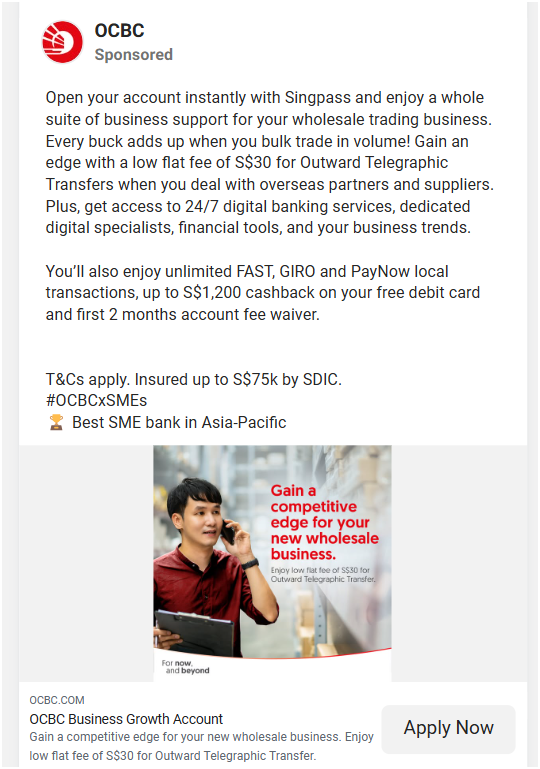 OCBC
Sponsored
Open your account instantly with Singpass and enjoy a whole
suite of business support for your wholesale trading business.
Every buck adds up when you bulk trade in volume! Gain an
edge with a low flat fee of S$30 for Outward Telegraphic
Transfers when you deal with overseas partners and suppliers.
Plus, get access to 24/7 digital banking services, dedicated
digital specialists, financial tools, and your business trends.
You’ll also enjoy unlimited FAST, GIRO and PayNow local
transactions, up to S$1,200 cashback on your free debit card
and first 2 months account fee waiver.
T&Cs apply. Insured up to S$75k by SDIC.
#OCBCxSMEs
🏆 Best SME bank in Asia-Pacific
Gain a
competitive
edge for your
new wholesale
business.
Enjoy low flat fee of S$30 for
Outward Telegraphic Transfer.
For now,
and beyond
OCBC.COM
OCBC Business Growth Account
Gain a competitive edge for your new wholesale business. Enjoy
low flat fee of S$30 for Outward Telegraphic Transfer.
Apply Now